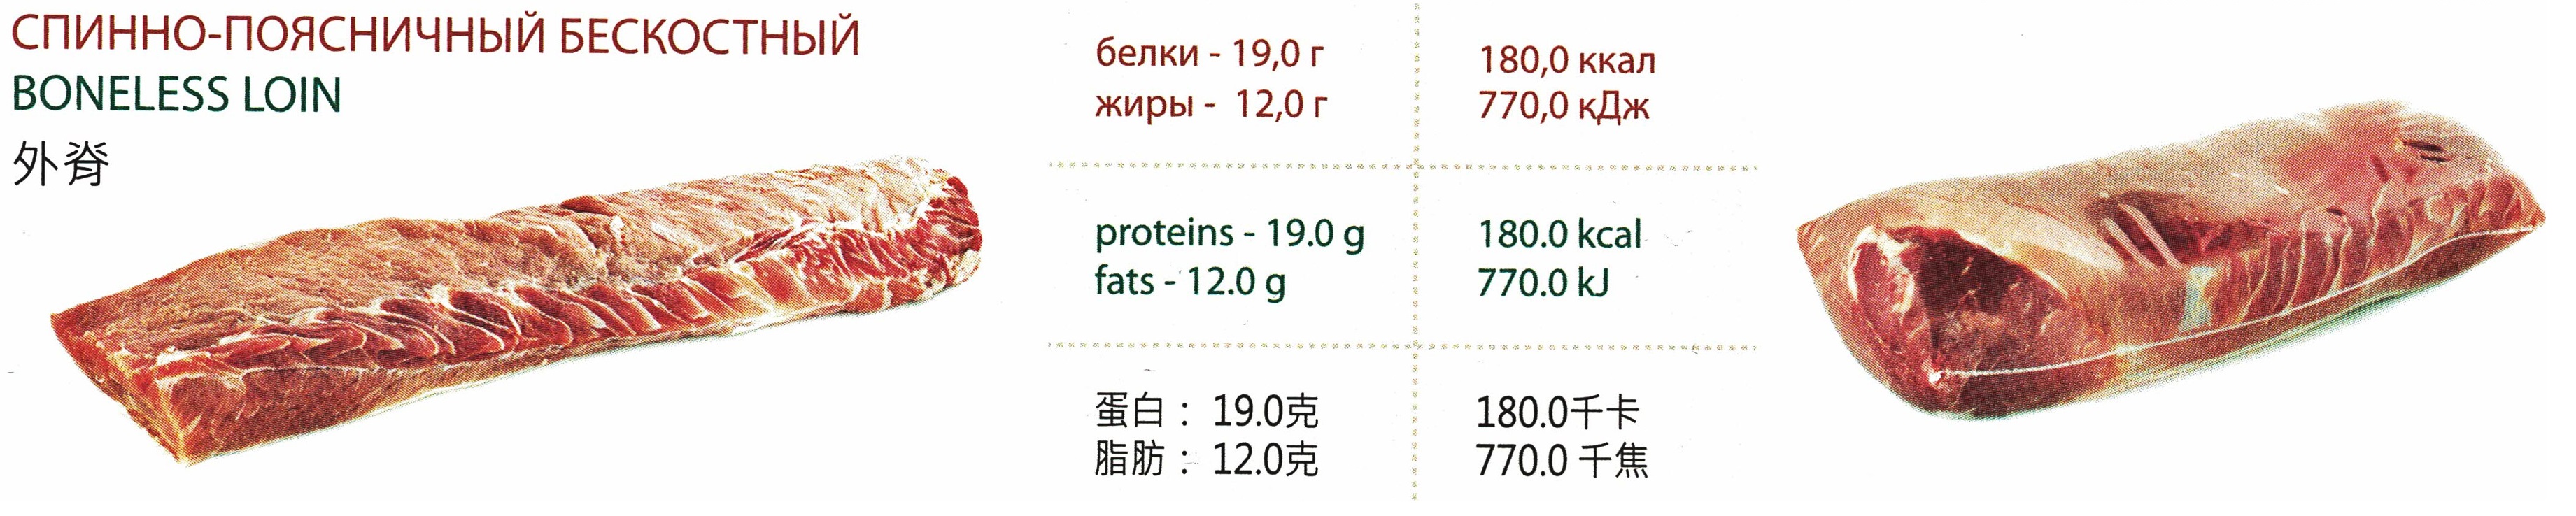 СПИННО-ПОЯСНИЧНЫЙ БЕСКОСТНЫЙ
BONELESS LOIN
外脊
белки - 19,0 г
жиры - 12,0 г
180,0 ккал
770,0 кДж
proteins - 19.0 g
fats - 12.0 g
180.0 kcal
770.0 kJ
蛋白： 19.0克
脂肪： 12.0克
180.0千卡
770.0 千焦